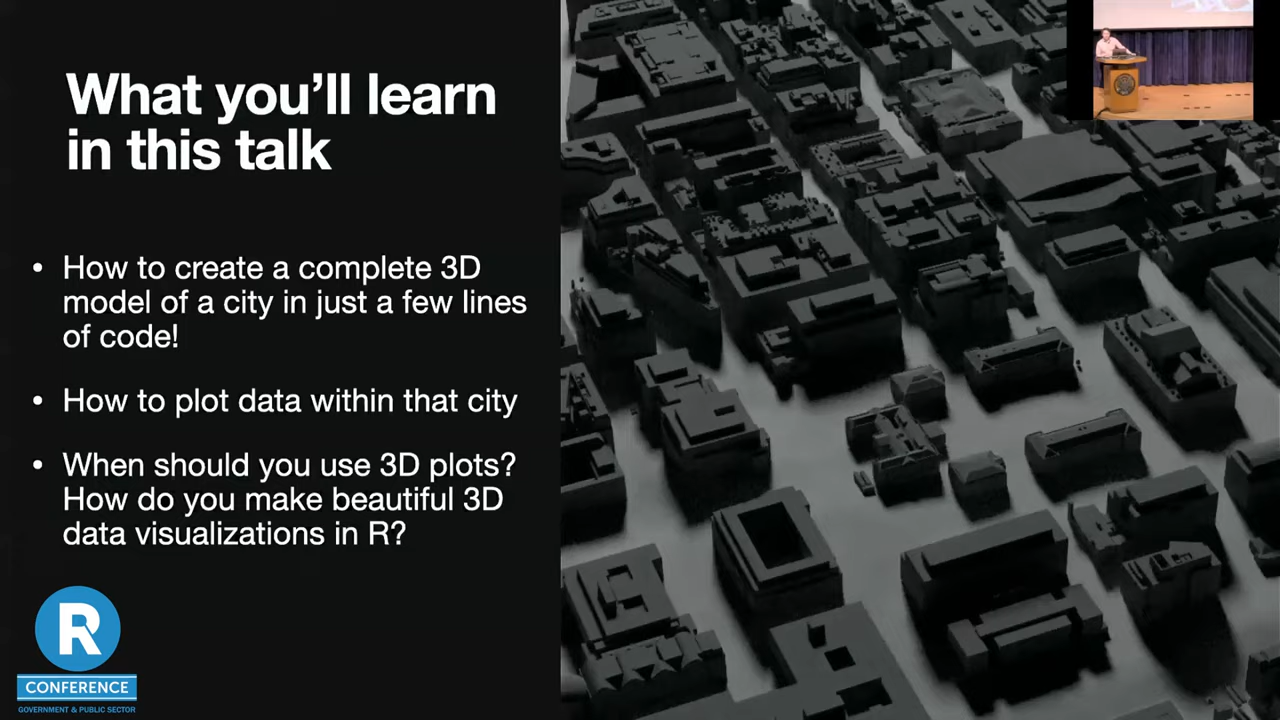 What you'll learn
in this talk
• How to create a complete 3D
model of a city in just a few lines
of code!
• How to plot data within that city
• When should you use 3D plots?
How do you make beautiful 3D
data visualizations in R?
R
CONFERENCE
GOVERNMENT & PUBLIC SECTOR